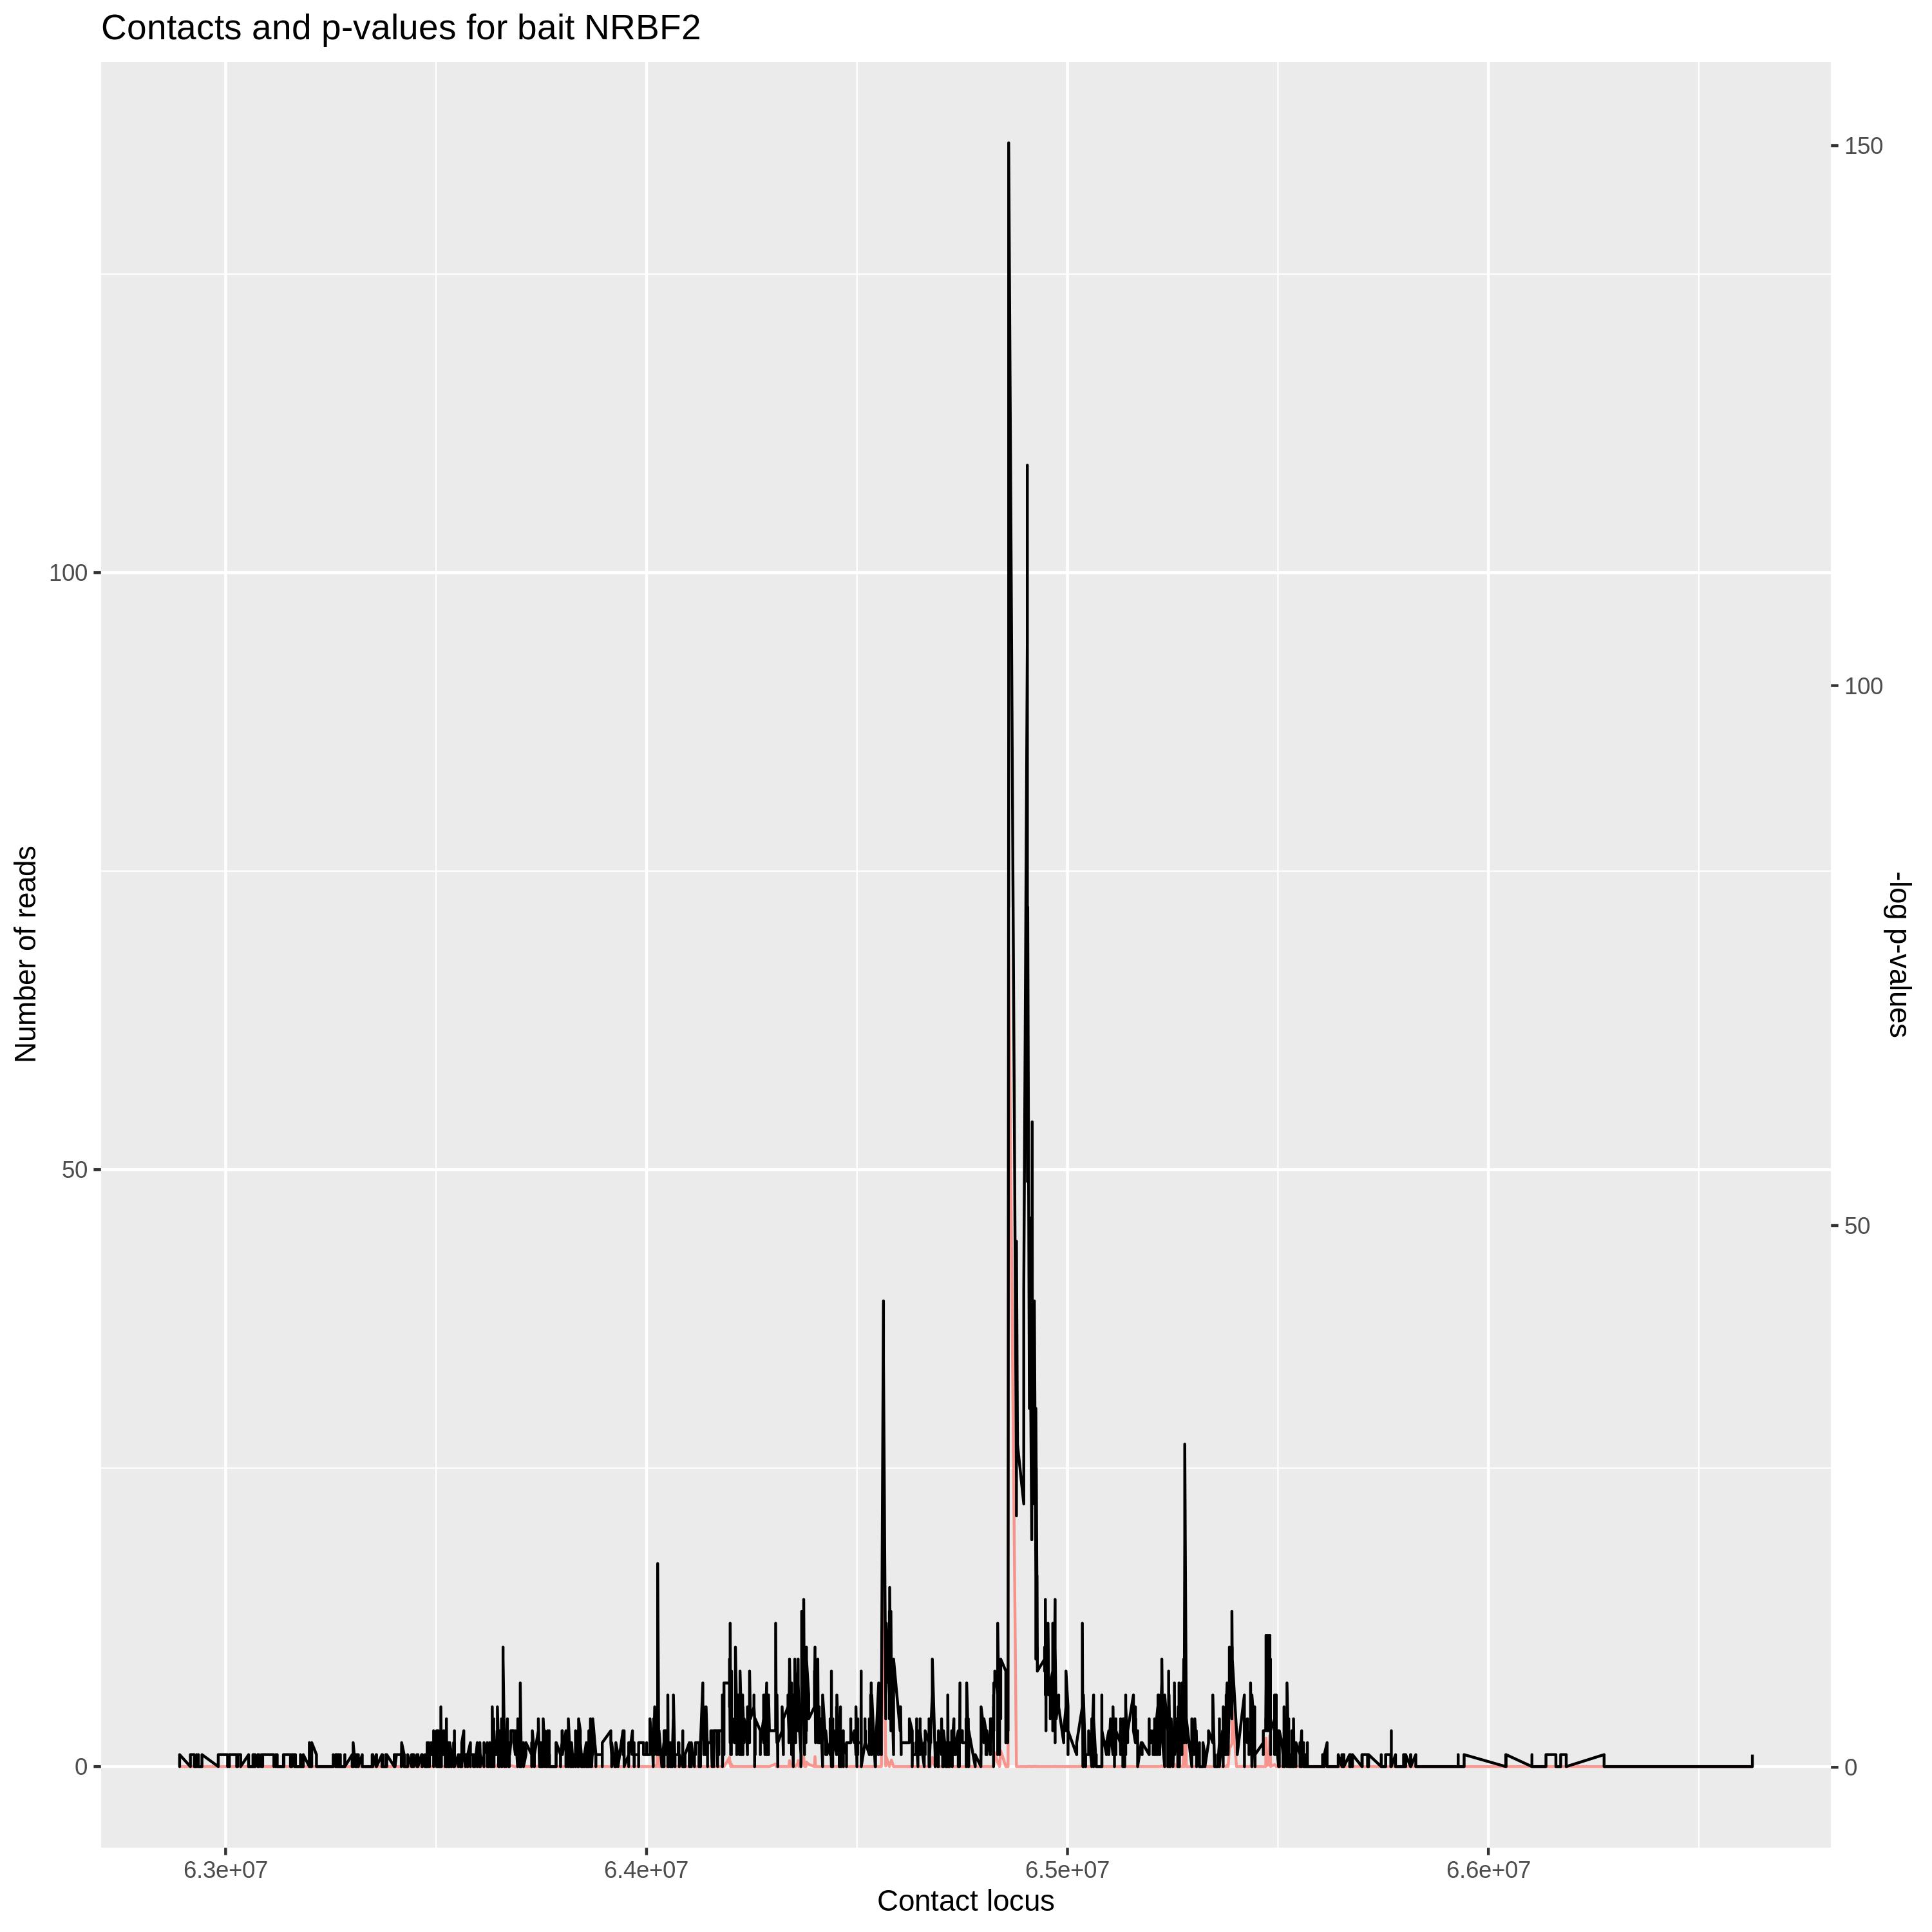 Contacts and p-values for bait NRBF2
150
100
100
50
50
0
0
Number of reads
-log p-values
6.3e+07
6.4e+07
6.5e+07
6.6e+07
Contact locus